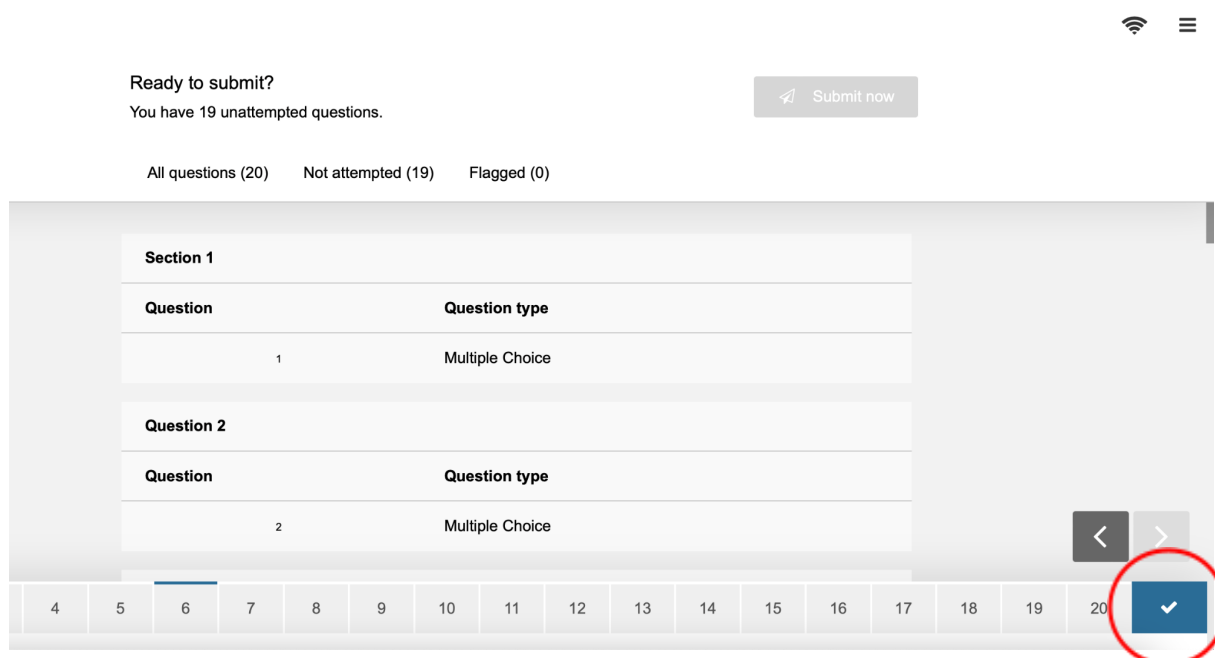 Ready to submit?
You have 19 unattempted questions.
Submit now
All questions (20) Not attempted (19) Flagged (0)
Section 1
Question Question type
1 Multiple Choice
Question 2
Question Question type
2 Multiple Choice
4 5 6 7 8 9 10 11 12 13 14 15 16 17 18 19 20